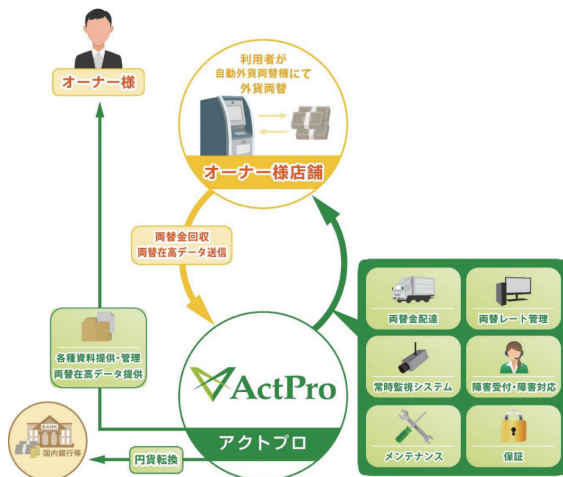 オーナー様
利用者が
自動外貨両替機にて
外貨両替
オーナー様店舗
両替金回収
両替在高データ送信
各種資料提供・管理
両替在高データ提供
ActPro
アクトプロ
円貨転換
BANK
国内銀行等
両替金配達
両替レート管理
常時監視システム
障害受付・障害対応
メンテナンス
保証